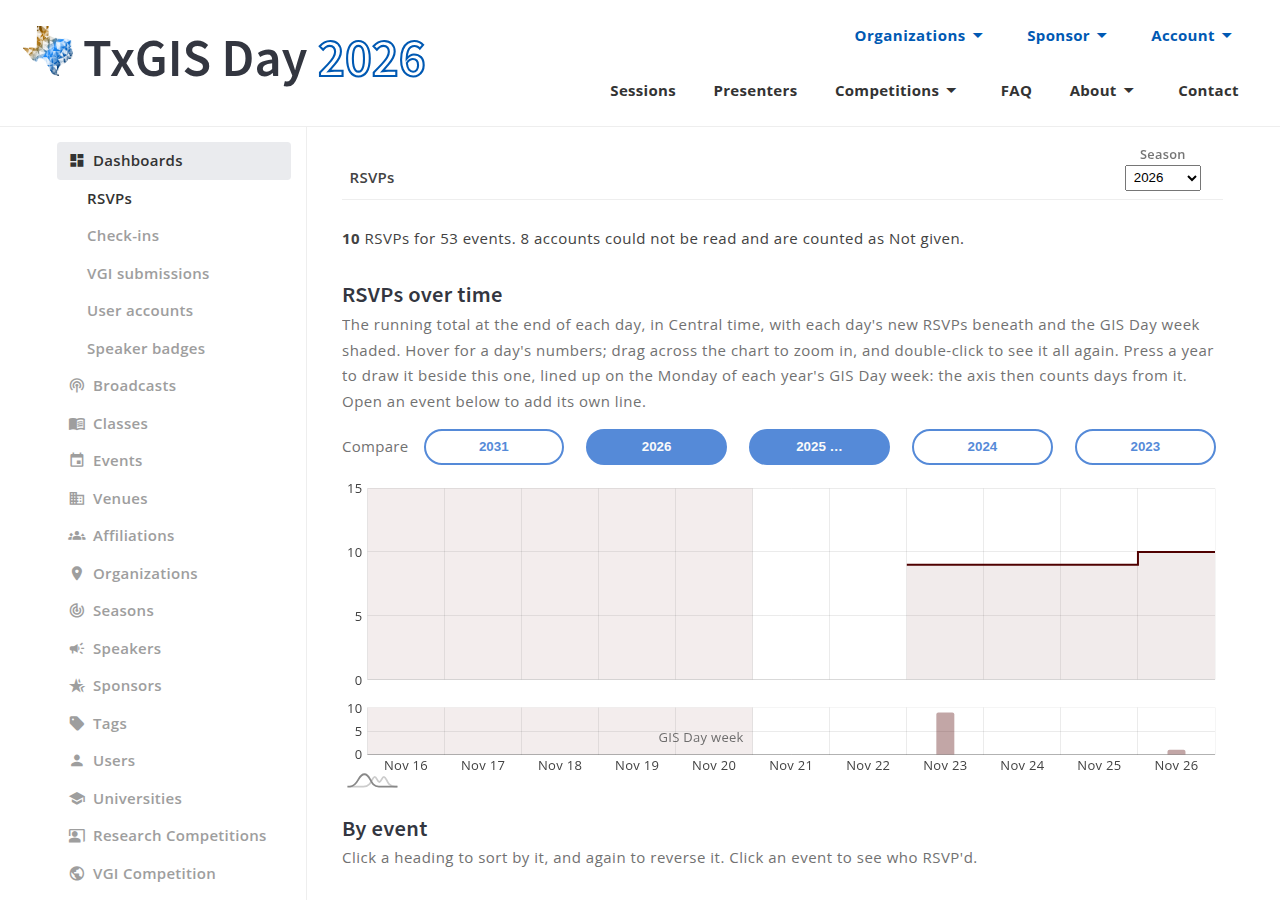 TxGIS Day 2026
Organizations
Sponsor
Account
Sessions
Presenters
Competitions
FAQ
About
Contact
Dashboards
RSVPs
Check-ins
VGI submissions
User accounts
Speaker badges
Broadcasts
Classes
Events
Venues
Affiliations
Organizations
Seasons
Speakers
Sponsors
Tags
Users
Universities
Research Competitions
VGI Competition
RSVPs
Season
2026
10 RSVPs for 53 events. 8 accounts could not be read and are counted as Not given.
RSVPs over time
The running total at the end of each day, in Central time, with each day's new RSVPs beneath and the GIS Day week
shaded. Hover for a day's numbers; drag across the chart to zoom in, and double-click to see it all again. Press a year
to draw it beside this one, lined up on the Monday of each year's GIS Day week: the axis then counts days from it.
Open an event below to add its own line.
Compare
2031
2026
2025 ...
2024
2023
15
10
5
0
10
5
0
GIS Day week
Nov 16
Nov 17
Nov 18
Nov 19
Nov 20
Nov 21
Nov 22
Nov 23
Nov 24
Nov 25
Nov 26
By event
Click a heading to sort by it, and again to reverse it. Click an event to see who RSVP'd.